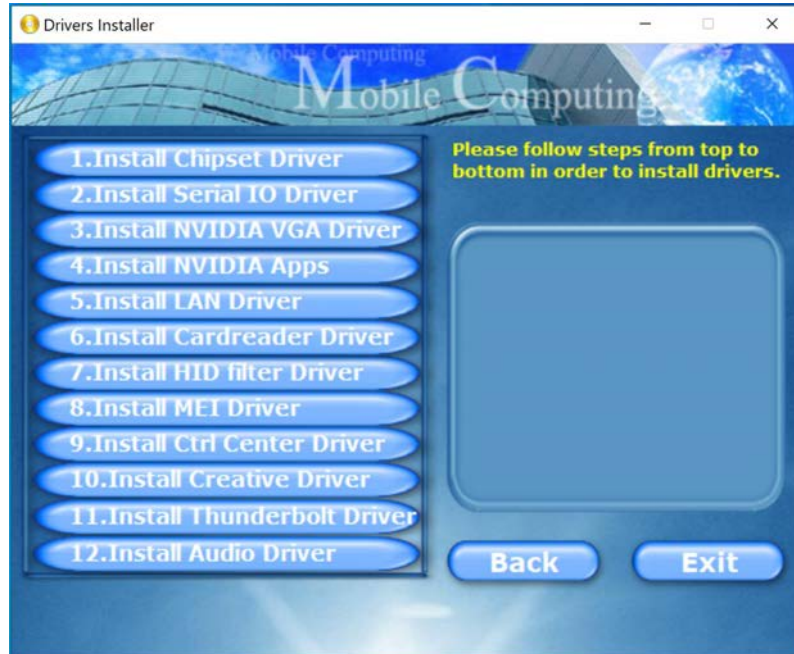 Drivers Installer
Mobile Computing
Mobile Computing
1.Install Chipset Driver
2.Install Serial IO Driver
3.Install NVIDIA VGA Driver
4.Install NVIDIA Apps
5.Install LAN Driver
6.Install Cardreader Driver
7.Install HID filter Driver
8.Install MEI Driver
9.Install Ctrl Center Driver
10.Install Creative Driver
11.Install Thunderbolt Driver
12.Install Audio Driver
Please follow steps from top to
bottom in order to install drivers.
Back
Exit